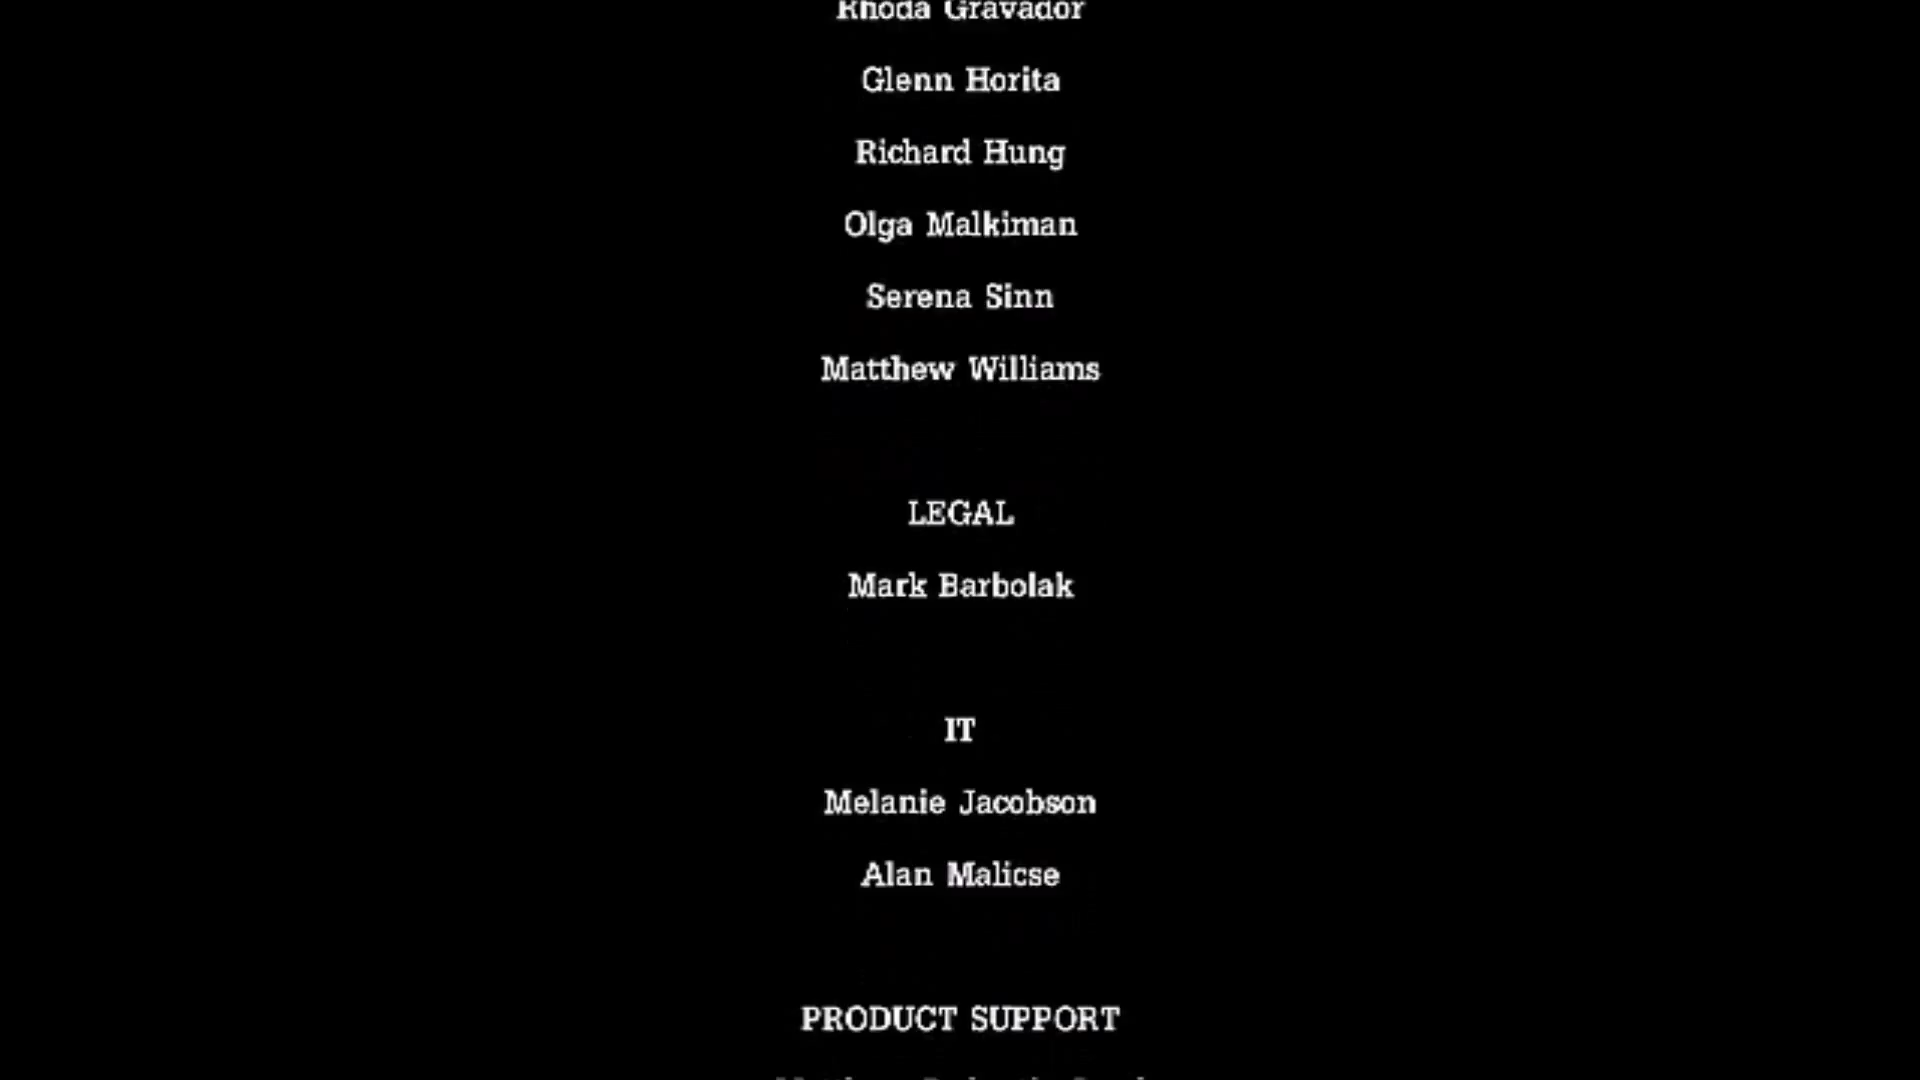 Rhoda Gravador
Glenn Horita
Richard Hung
Olga Malkiman
Serena Sinn
Matthew Williams
LEGAL
Mark Barbolak
IT
Melanie Jacobson
Alan Malicse
PRODUCT SUPPORT